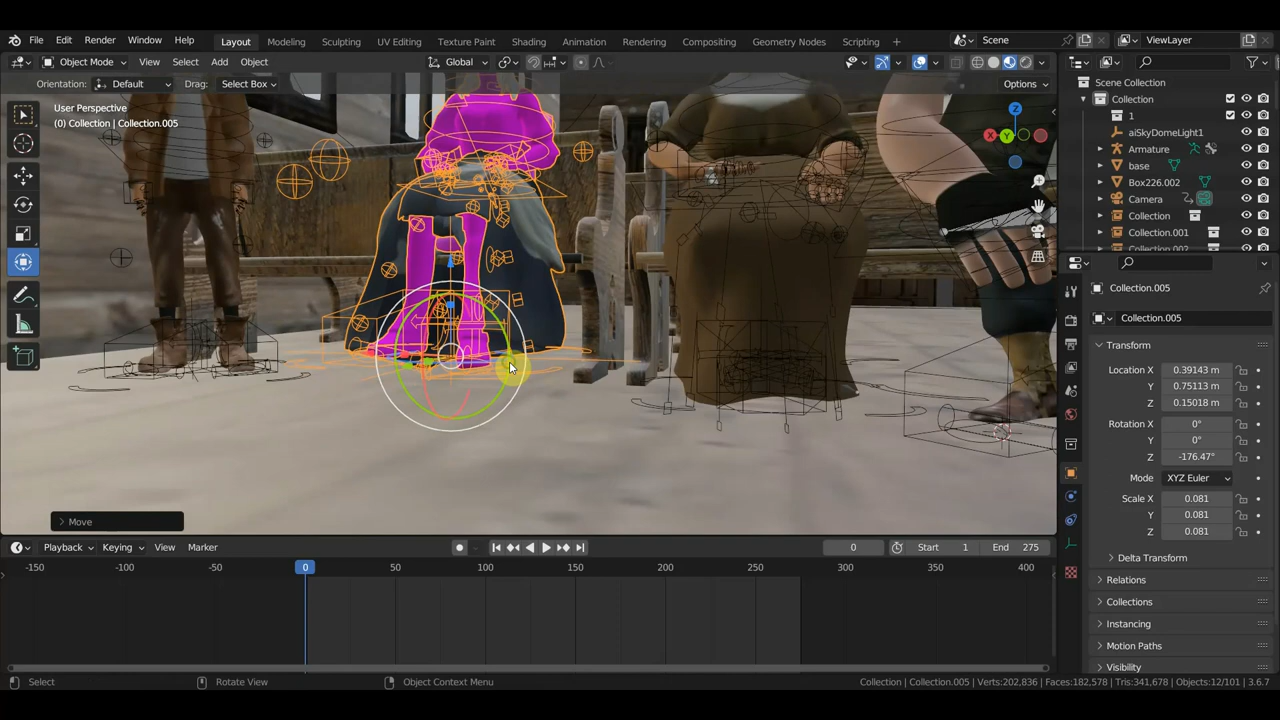 File Edit Render Window Help Layout Modeling Sculpting UV Editing Texture Paint Shading Animation Rendering Compositing Geometry Nodes Scripting + Scene ViewLayer
Object Mode View Select Add Object Global
Orientation: Default Drag: Select Box Options
User Perspective
(0) Collection | Collection.005
Scene Collection
Collection
1
aiSkyDomeLight1
Armature
base
Box226.002
Camera
Collection
Collection.001
Collection.002
Collection.005
Collection.005
Transform
Location X 0.39143 m
Y 0.75113 m
Z 0.15018 m
Rotation X 0°
Y 0°
Z -176.47°
Mode XYZ Euler
Scale X 0.081
Y 0.081
Z 0.081
Delta Transform
Relations
Collections
Instancing
Motion Paths
Visibility
Move
Playback Keying View Marker 0 Start 1 End 275
-150 -100 -50 0 50 100 150 200 250 300 350 400
Select Rotate View Object Context Menu Collection | Collection.005 | Verts:202,836 | Faces:182,578 | Tris:341,678 | Objects:12/101 | 3.6.7